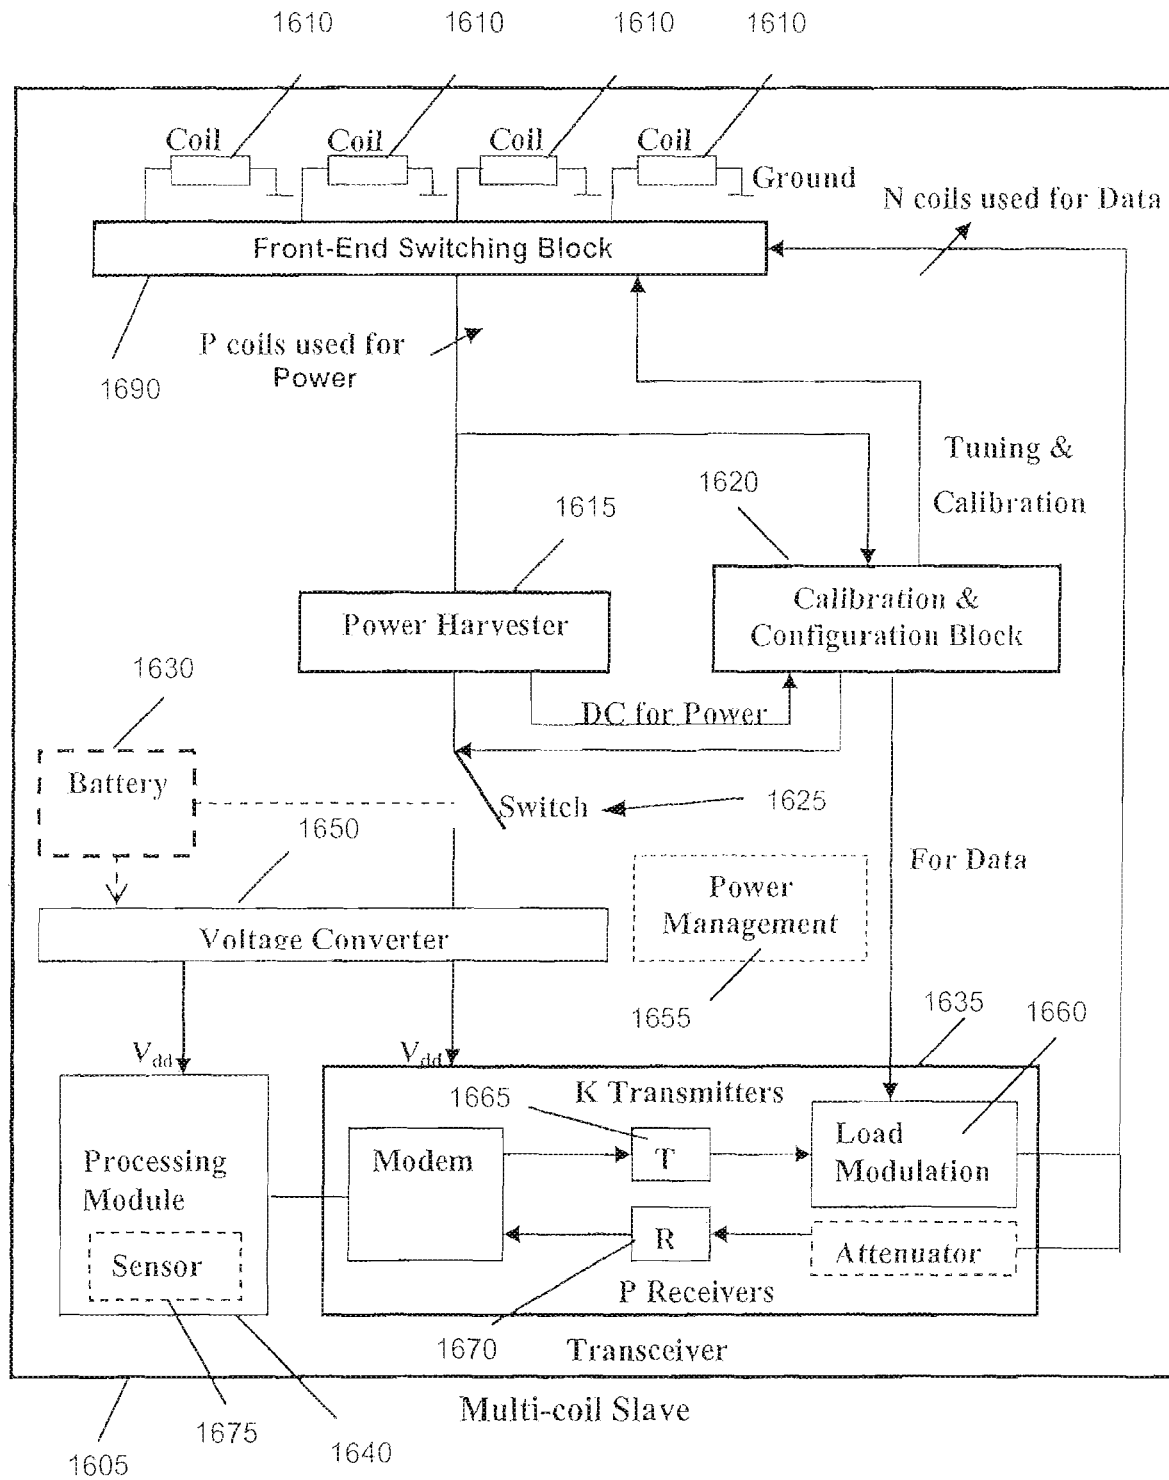 1610 1610 1610 1610
Coil Coil Coil Coil
Ground
N coils used for Data
Front-End Switching Block
P coils used for
Power
1690
Tuning &
Calibration
1620
1615
Power Harvester
Calibration &
Configuration Block
1630
DC for Power
Battery
Switch
1625
1650
For Data
Power
Management
Voltage Converter
1655
1635
1660
Vdd
Vdd
K Transmitters
1665
Load
Modulation
Modem
T
Processing
Module
R
Attenuator
Sensor
P Receivers
1670
Transceiver
Multi-coil Slave
1675
1640
1605